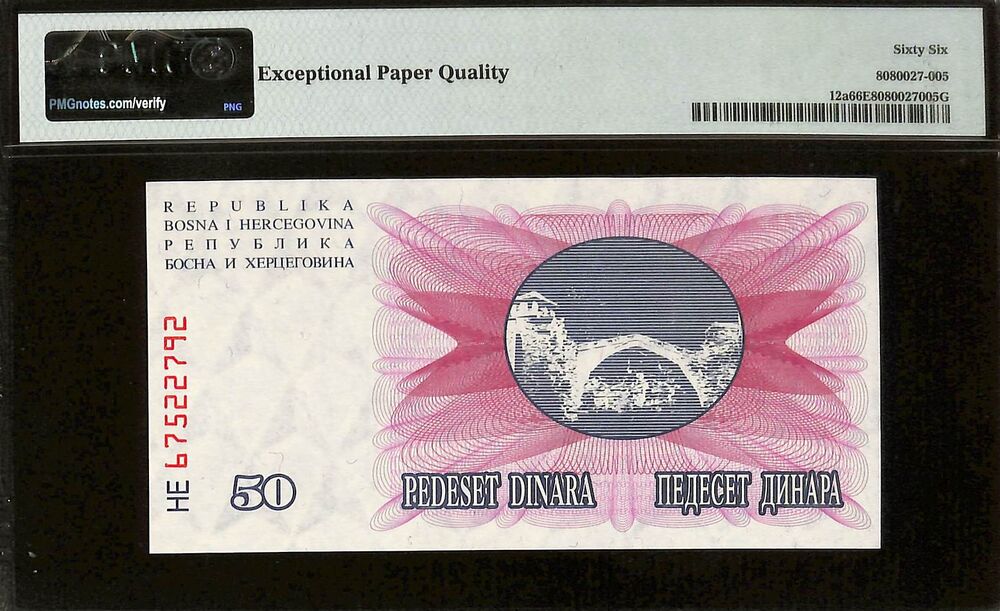 PMGnotes.com/verify
PNG
Exceptional Paper Quality
Sixty Six
8080027-005
12a66E8080027005G
REPUBLIKA
BOSNA I HERCEGOVINA
РЕПУБЛИКА
БОСНА И ХЕРЦЕГОВИНА
HE 67522792
50
PEDESET DINARA
ПЕДЕСЕТ ДИНАРА